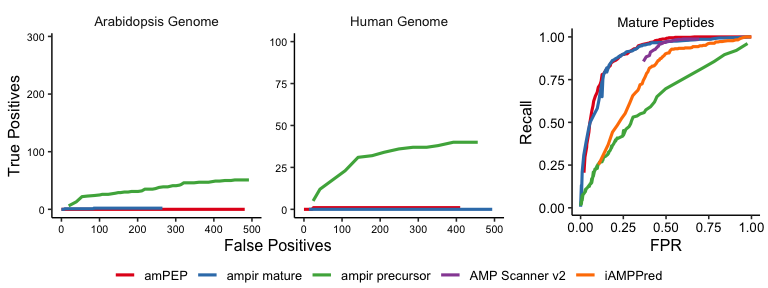 Arabidopsis Genome
Human Genome
Mature Peptides
True Positives
300
200
100
0
0 100 200 300 400 500
100
75
50
25
0
0 100 200 300 400 500
False Positives
Recall
1.00
0.75
0.50
0.25
0.00
0.00 0.25 0.50 0.75 1.00
FPR
amPEP ampir mature ampir precursor AMP Scanner v2 iAMPPred